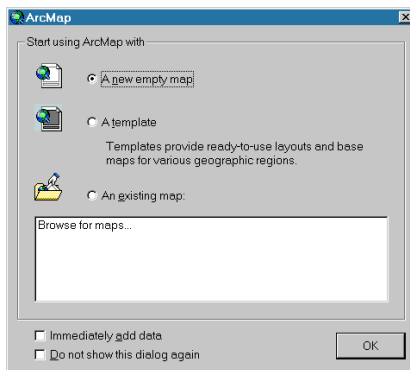 ArcMap
Start using ArcMap with
A new empty map
A template
Templates provide ready-to-use layouts and base
maps for various geographic regions.
An existing map:
Browse for maps...
Immediately add data
Do not show this dialog again
OK